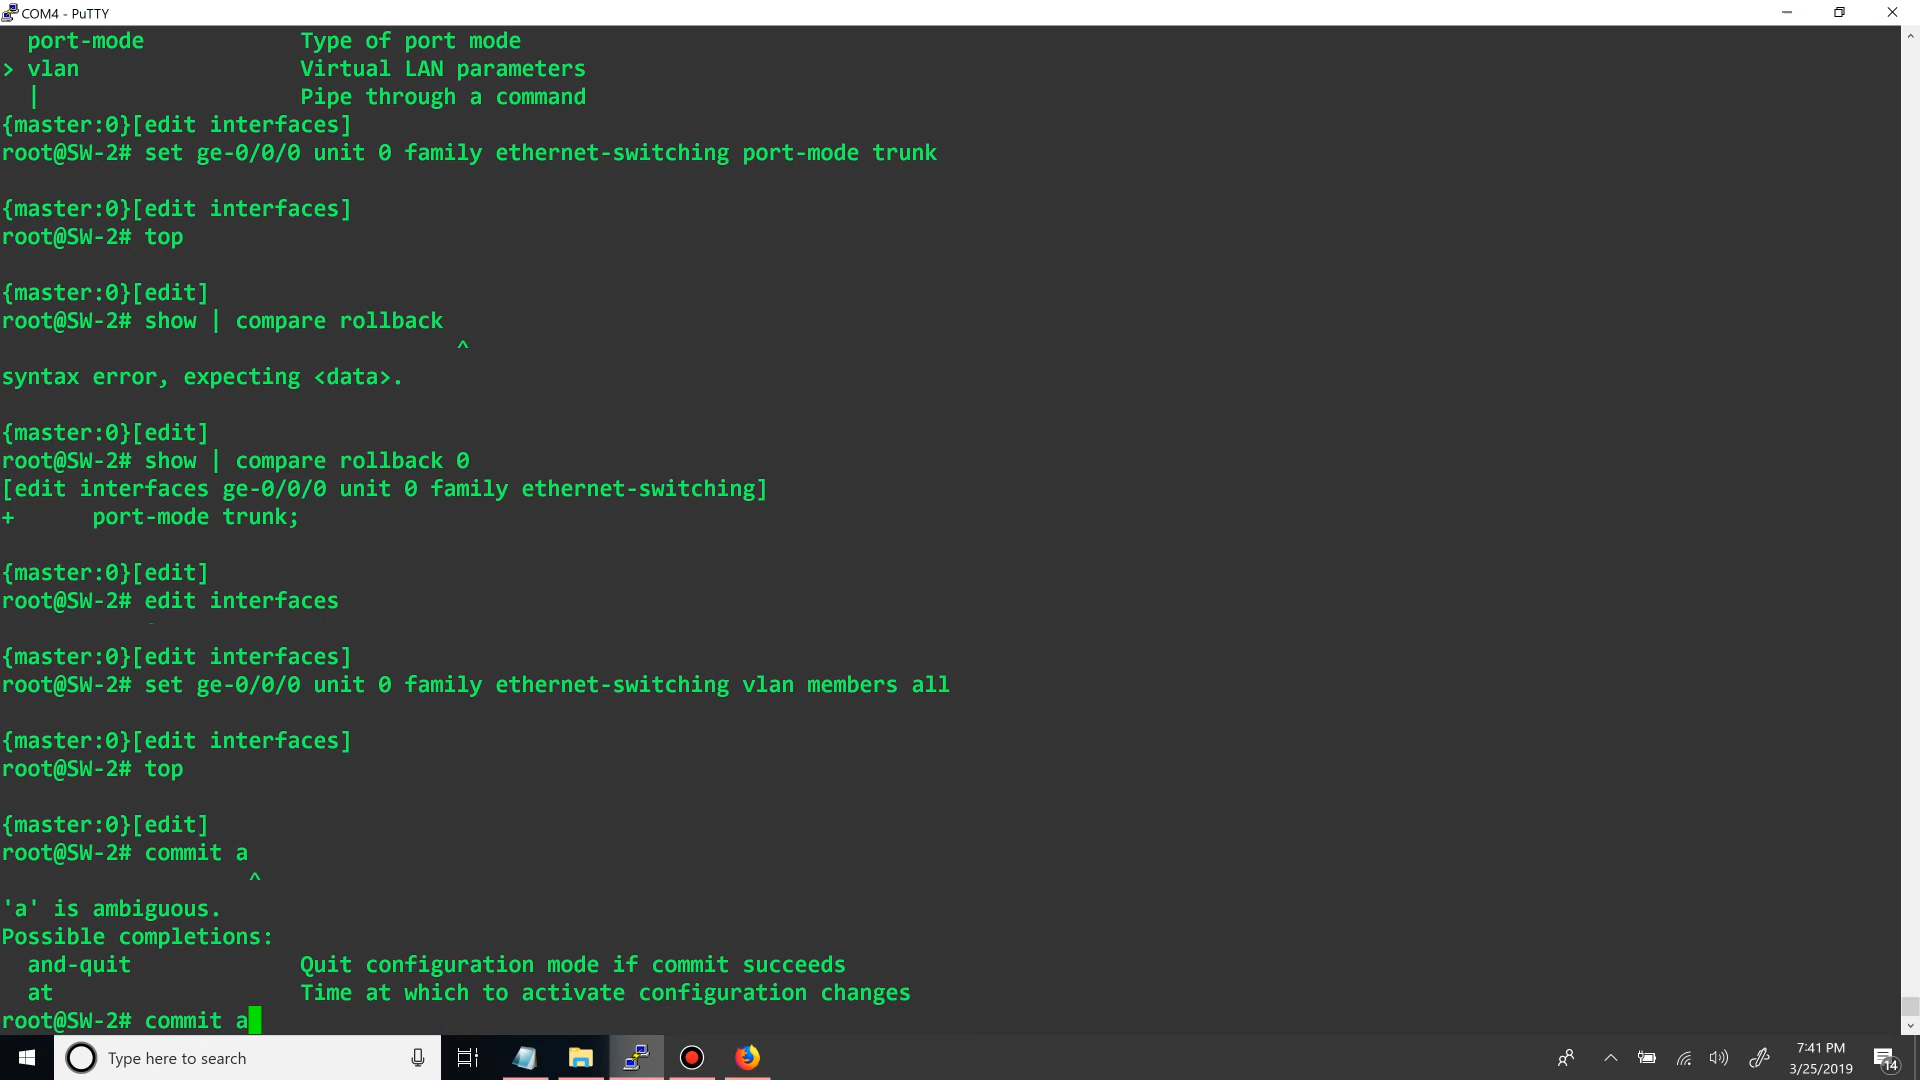 COM4 - PuTTY
port-mode Type of port mode
> vlan Virtual LAN parameters
| Pipe through a command
{master:0}[edit interfaces]
root@SW-2# set ge-0/0/0 unit 0 family ethernet-switching port-mode trunk
{master:0}[edit interfaces]
root@SW-2# top
{master:0}[edit]
root@SW-2# show | compare rollback
^
syntax error, expecting <data>.
{master:0}[edit]
root@SW-2# show | compare rollback 0
[edit interfaces ge-0/0/0 unit 0 family ethernet-switching]
+ port-mode trunk;
{master:0}[edit]
root@SW-2# edit interfaces
{master:0}[edit interfaces]
root@SW-2# set ge-0/0/0 unit 0 family ethernet-switching vlan members all
{master:0}[edit interfaces]
root@SW-2# top
{master:0}[edit]
root@SW-2# commit a
^
'a' is ambiguous.
Possible completions:
and-quit Quit configuration mode if commit succeeds
at Time at which to activate configuration changes
root@SW-2# commit a
Type here to search
7:41 PM
3/25/2019
14